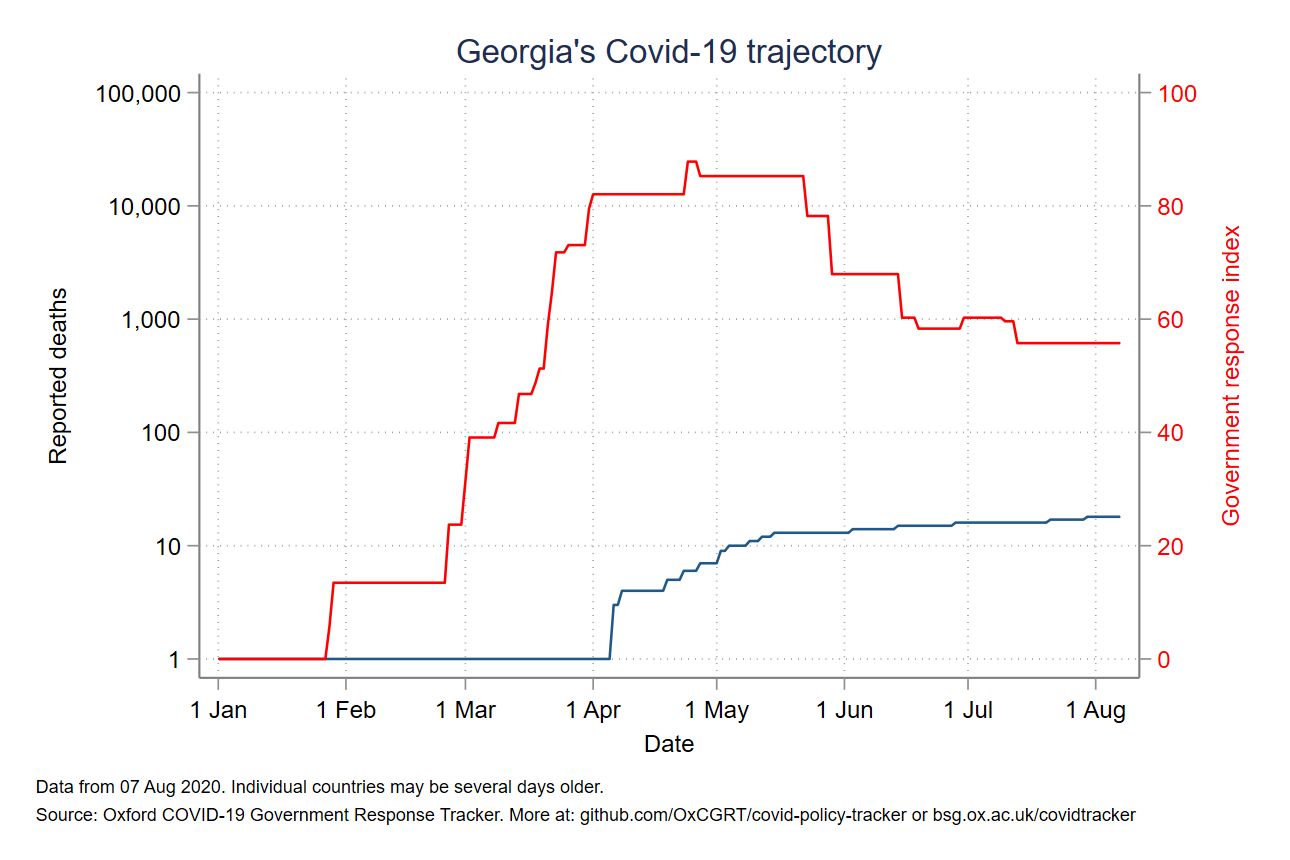 Georgia's Covid-19 trajectory
100,000
10,000
1,000
100
10
1
Reported deaths
100
80
60
40
20
0
Government response index
1 Jan 1 Feb 1 Mar 1 Apr 1 May 1 Jun 1 Jul 1 Aug
Date
Data from 07 Aug 2020. Individual countries may be several days older.
Source: Oxford COVID-19 Government Response Tracker. More at: github.com/OxCGRT/covid-policy-tracker or bsg.ox.ac.uk/covidtracker